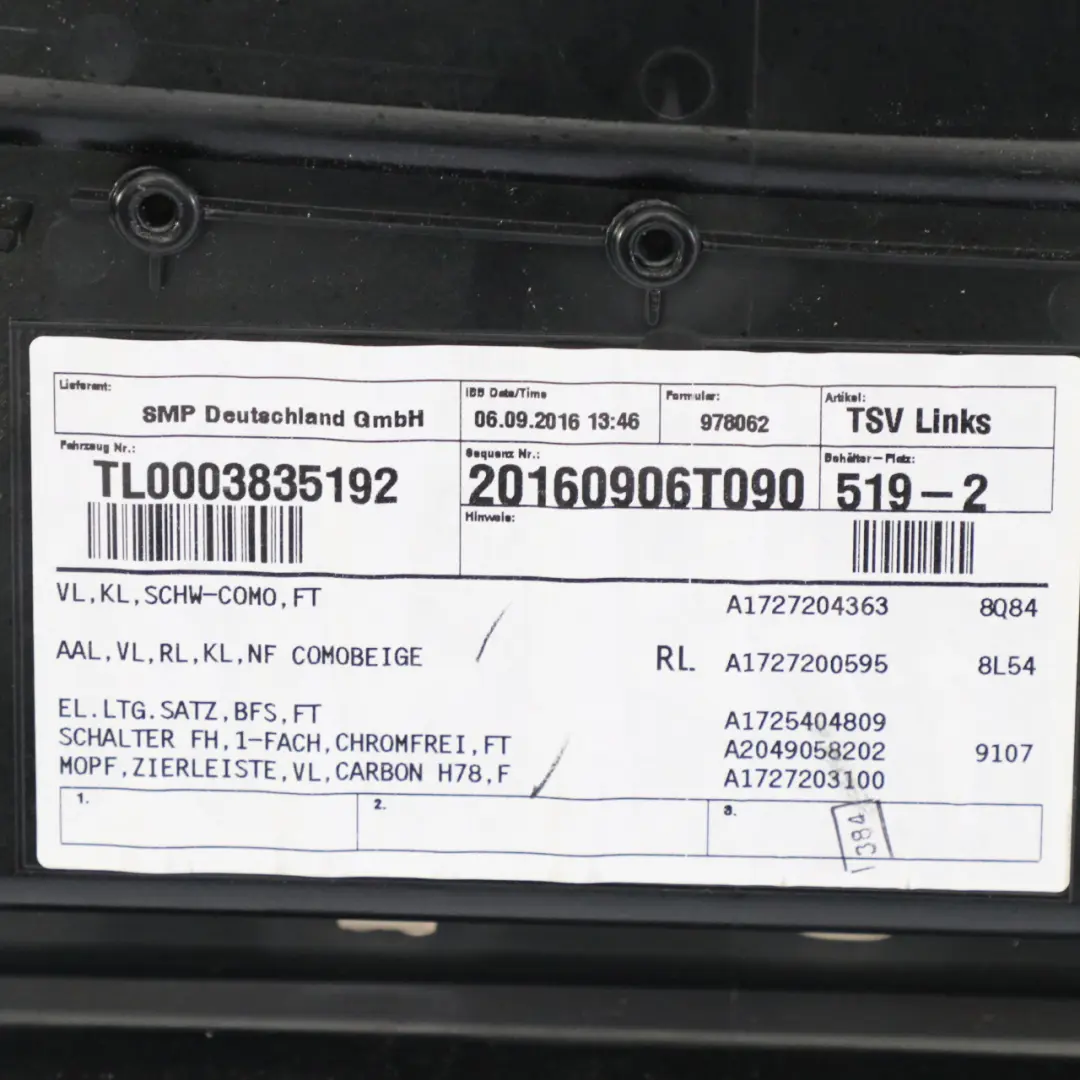 Lieferant:
SMP Deutschland GmbH
IBB Date/Time
06.09.2016 13:46
Formular:
978062
Artikel:
TSV Links
Fahrzeug Nr.:
TL0003835192
Sequenz Nr.:
20160906T090
Behälter-Platz:
519-2
Hinweis:
VL,KL,SCHW-COMO,FT A1727204363 8Q84
AAL,VL,RL,KL,NF COMOBEIGE RL A1727200595 8L54
EL.LTG.SATZ,BFS,FT A1725404809
SCHALTER FH,1-FACH,CHROMFREI,FT A2049058202 9107
MOPF,ZIERLEISTE,VL,CARBON H78,F A1727203100
1. 2. 3.
1384